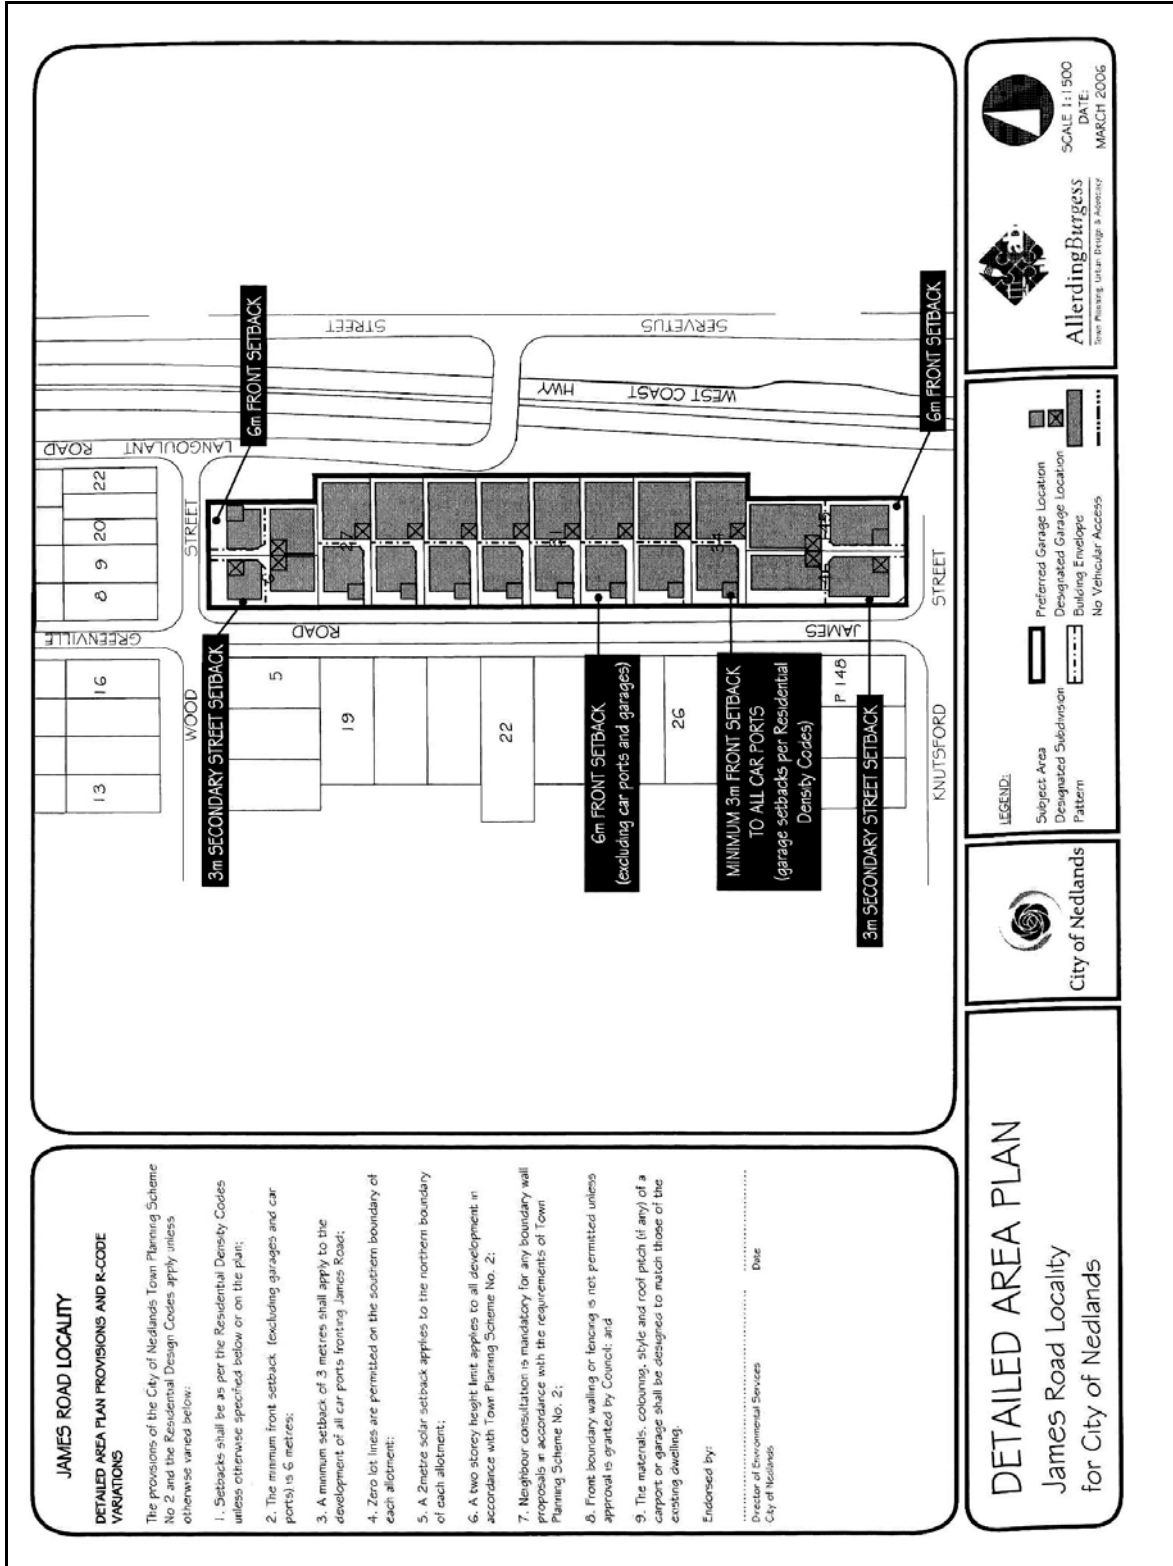 JAMES ROAD LOCALITY
DETAILED AREA PLAN PROVISIONS AND R-CODE
VARIATIONS
The provisions of the City of Nedlands Town Planning Scheme
No 2 and the Residential Design Codes apply unless
otherwise varied below:
1. Setbacks shall be as per the Residential Density Codes
unless otherwise specified below or on the plan;
2. The minimum front setback (excluding garages and car
ports) is 6 metres;
3. A minimum setback of 3 metres shall apply to the
development of all car ports fronting James Road;
4. Zero lot lines are permitted on the southern boundary of
each allotment;
5. A 2metre solar setback applies to the northern boundary
of each allotment;
6. A two storey height limit applies to all development in
accordance with Town Planning Scheme No. 2;
7. Neighbour consultation is mandatory for any boundary wall
proposals in accordance with the requirements of Town
Planning Scheme No. 2;
8. Front boundary walling or fencing is not permitted unless
approval is granted by Council; and
9. The materials, colouring, style and roof pitch (if any) of a
carport or garage shall be designed to match those of the
existing dwelling.
Endorsed by:
Director of Environmental Services
City of Nedlands
Date
13
16
GREENVILLE
8
9
20
22
ROAD
LANGOULANT
WOOD
STREET
6m FRONT SETBACK
STREET
SERVETUS
WEST COAST
HWY
3m SECONDARY STREET SETBACK
5
19
22
26
P 148
ROAD
JAMES
27
6m FRONT SETBACK
(excluding car ports and garages)
MINIMUM 3m FRONT SETBACK
TO ALL CAR PORTS
(garage setbacks per Residential
Density Codes)
3m SECONDARY STREET SETBACK
6m FRONT SETBACK
KNUTSFORD
STREET
DETAILED AREA PLAN
James Road Locality
for City of Nedlands
City of Nedlands
LEGEND:
Subject Area
Designated Subdivision
Pattern
Preferred Garage Location
Designated Garage Location
Building Envelope
No Vehicular Access
AllerdingBurgess
Town Planning, Urban Design & Advocacy
SCALE 1:1500
DATE:
MARCH 2006